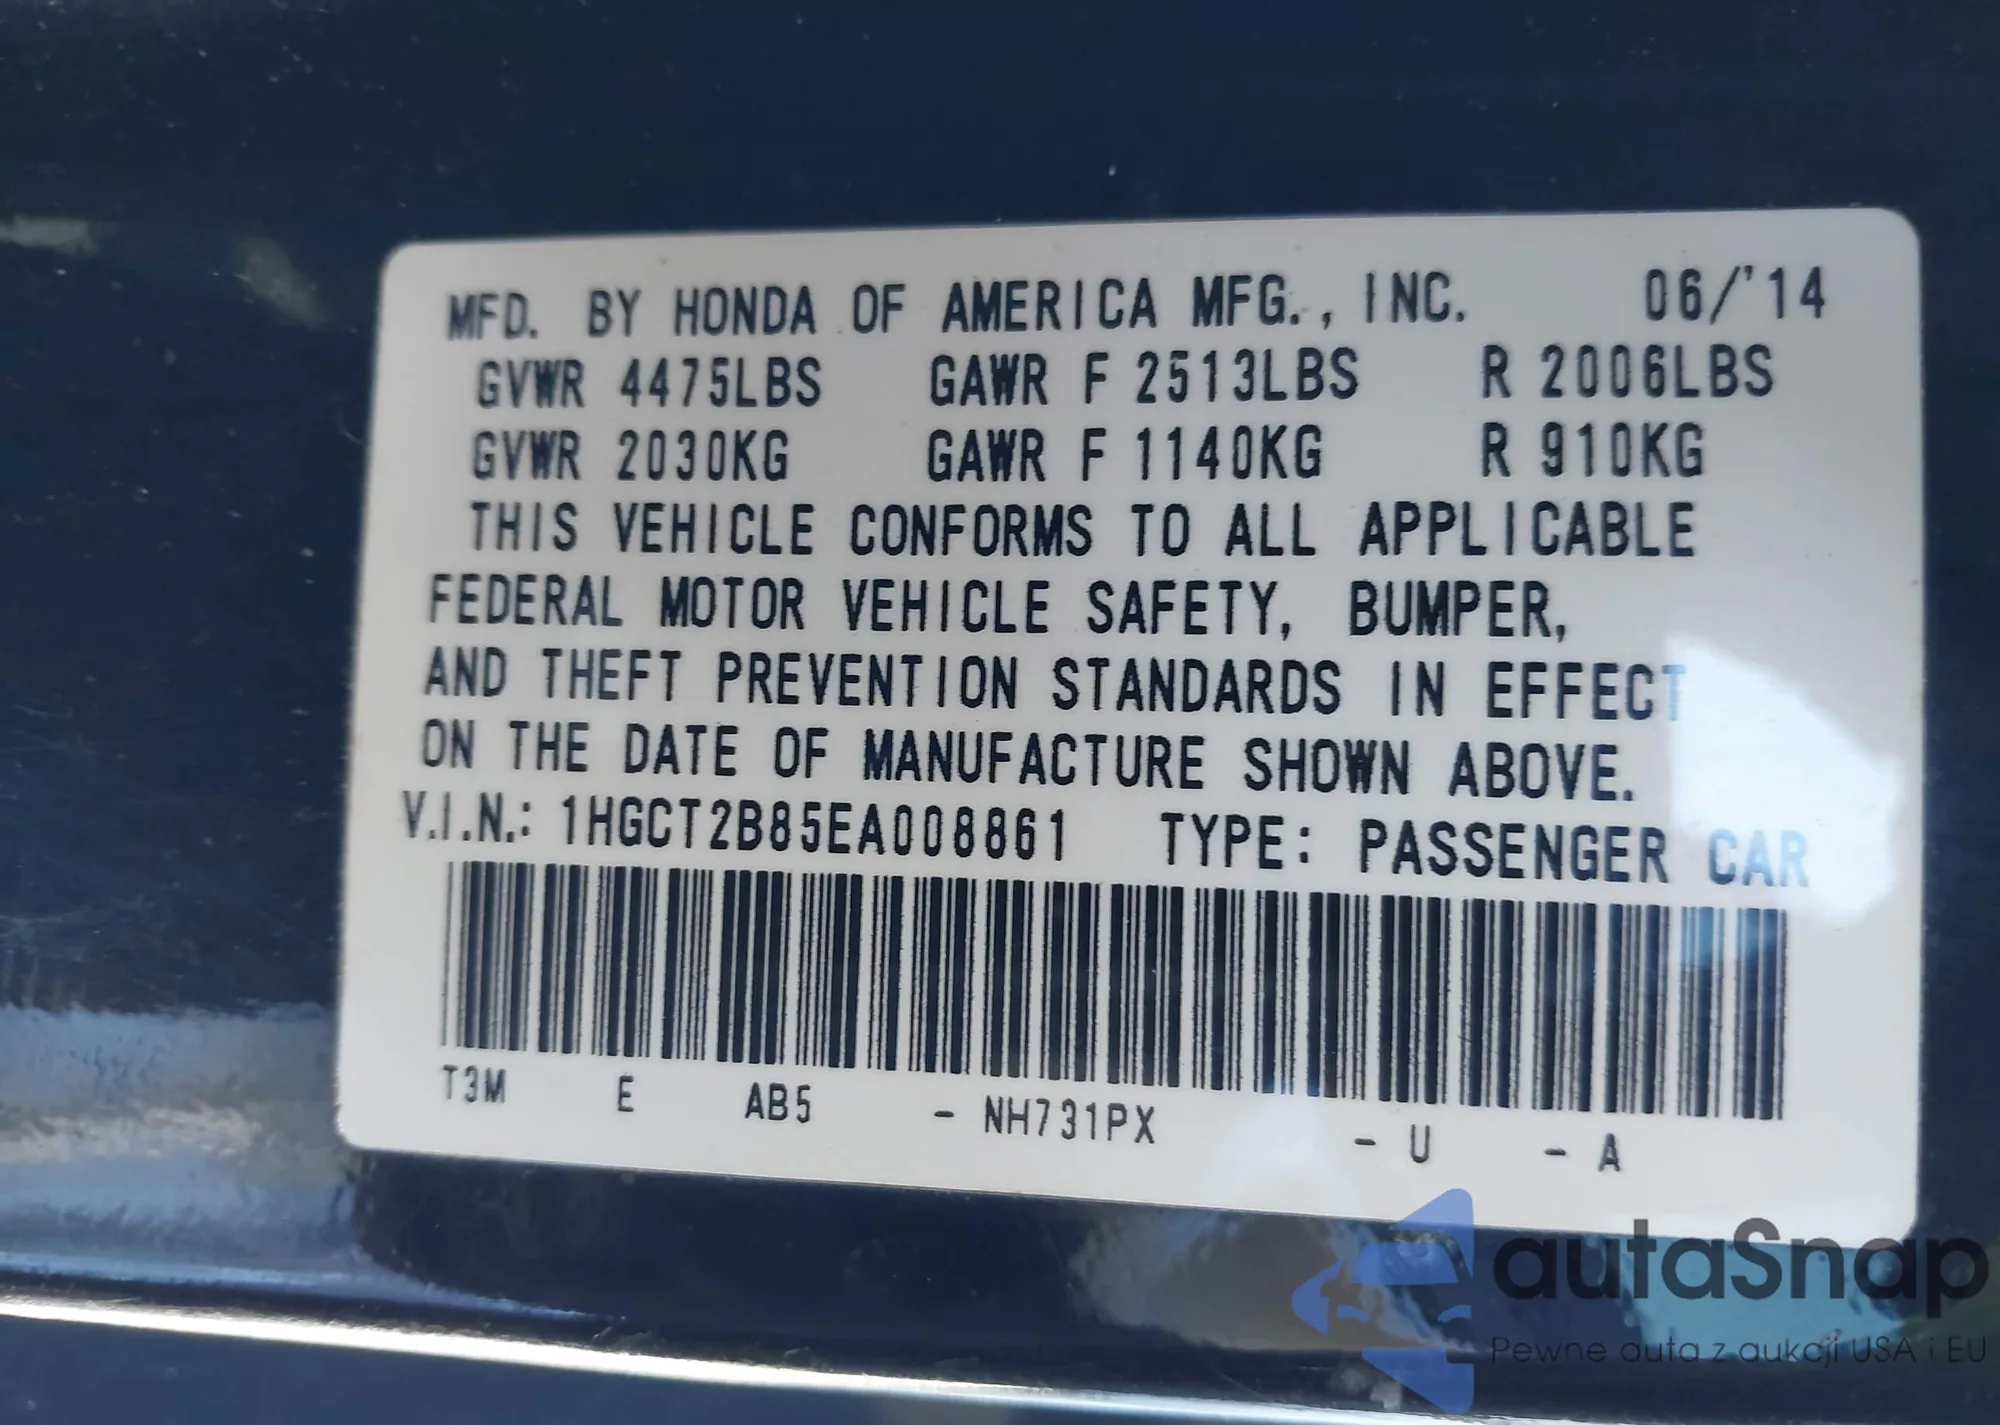 MFD. BY HONDA OF AMERICA MFG., INC. 06/'14
GVWR 4475LBS GAWR F 2513LBS R 2006LBS
GVWR 2030KG GAWR F 1140KG R 910KG
THIS VEHICLE CONFORMS TO ALL APPLICABLE
FEDERAL MOTOR VEHICLE SAFETY, BUMPER,
AND THEFT PREVENTION STANDARDS IN EFFECT
ON THE DATE OF MANUFACTURE SHOWN ABOVE.
V.I.N.: 1HGCT2B85EA008861 TYPE: PASSENGER CAR
T3M E AB5 - NH731PX - U - A
autaSnap
Pewne auta z aukcji USA i EU